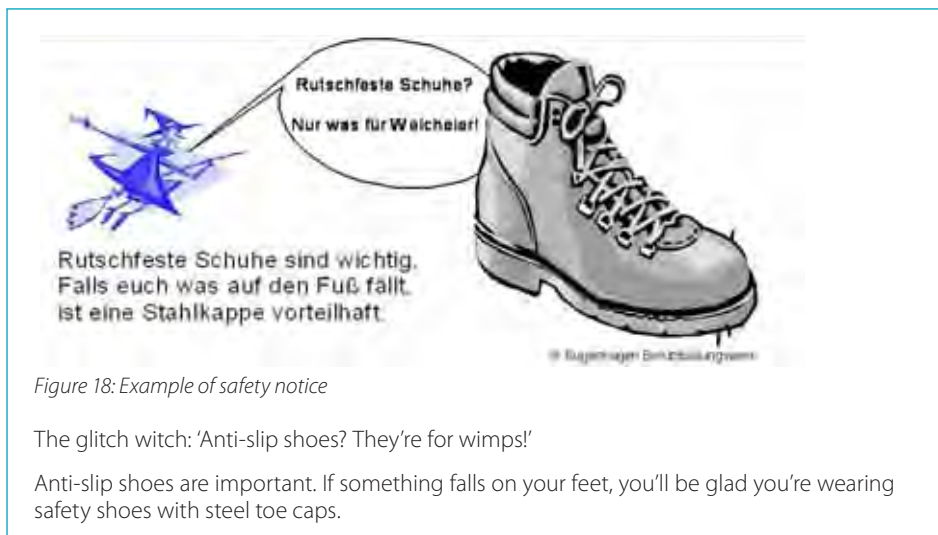 Rutschfeste Schuhe?
Nur was für Weicheier!
Rutschfeste Schuhe sind wichtig.
Falls euch was auf den Fuß fällt,
ist eine Stahlkappe vorteilhaft.
©
Figure 18: Example of safety notice
The glitch witch: ‘Anti-slip shoes? They’re for wimps!’
Anti-slip shoes are important. If something falls on your feet, you’ll be glad you’re wearing
safety shoes with steel toe caps.